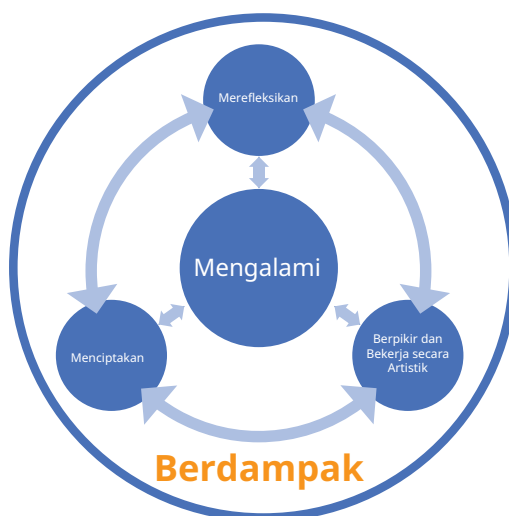 Merefleksikan
Mengalami
Menciptakan
Berpikir dan
Bekerja secara
Artistik
Berdampak